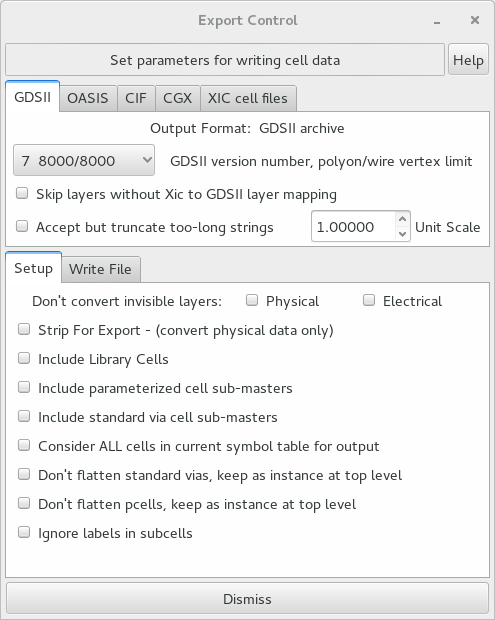 Export Control
Set parameters for writing cell data
Help
GDSII OASIS CIF CGX XIC cell files
Output Format: GDSII archive
7 8000/8000 GDSII version number, polyon/wire vertex limit
Skip layers without Xic to GDSII layer mapping
Accept but truncate too-long strings 1.00000 Unit Scale
Setup Write File
Don't convert invisible layers: Physical Electrical
Strip For Export - (convert physical data only)
Include Library Cells
Include parameterized cell sub-masters
Include standard via cell sub-masters
Consider ALL cells in current symbol table for output
Don't flatten standard vias, keep as instance at top level
Don't flatten pcells, keep as instance at top level
Ignore labels in subcells
Dismiss